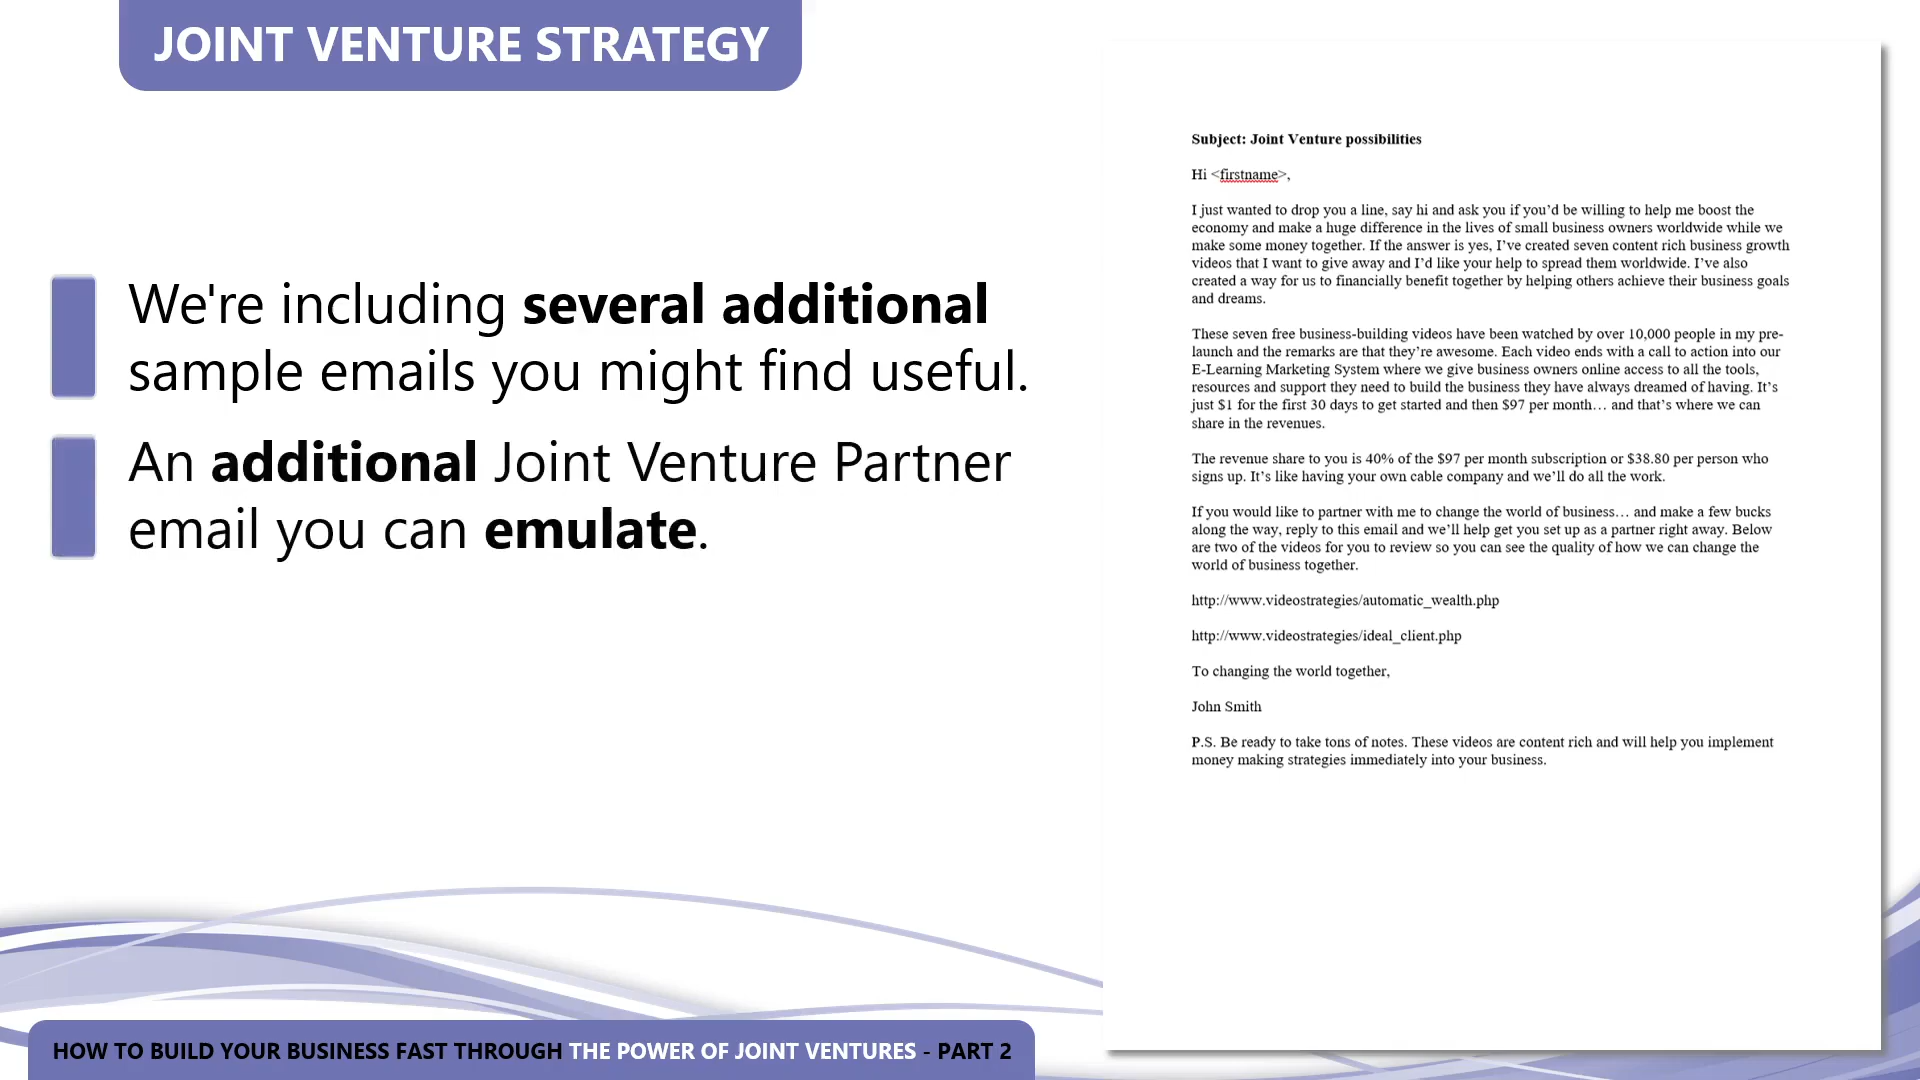 JOINT VENTURE STRATEGY
We're including several additional
sample emails you might find useful.
An additional Joint Venture Partner
email you can emulate.
Subject: Joint Venture possibilities
Hi <firstname>,
I just wanted to drop you a line, say hi and ask you if you’d be willing to help me boost the
economy and make a huge difference in the lives of small business owners worldwide while we
make some money together. If the answer is yes, I’ve created seven content rich business growth
videos that I want to give away and I’d like your help to spread them worldwide. I’ve also
created a way for us to financially benefit together by helping others achieve their business goals
and dreams.
These seven free business-building videos have been watched by over 10,000 people in my pre-
launch and the remarks are that they’re awesome. Each video ends with a call to action into our
E-Learning Marketing System where we give business owners online access to all the tools,
resources and support they need to build the business they have always dreamed of having. It’s
just $1 for the first 30 days to get started and then $97 per month… and that’s where we can
share in the revenues.
The revenue share to you is 40% of the $97 per month subscription or $38.80 per person who
signs up. It’s like having your own cable company and we’ll do all the work.
If you would like to partner with me to change the world of business… and make a few bucks
along the way, reply to this email and we’ll help get you set up as a partner right away. Below
are two of the videos for you to review so you can see the quality of how we can change the
world of business together.
http://www.videostrategies/automatic_wealth.php
http://www.videostrategies/ideal_client.php
To changing the world together,
John Smith
P.S. Be ready to take tons of notes. These videos are content rich and will help you implement
money making strategies immediately into your business.
HOW TO BUILD YOUR BUSINESS FAST THROUGH THE POWER OF JOINT VENTURES - PART 2